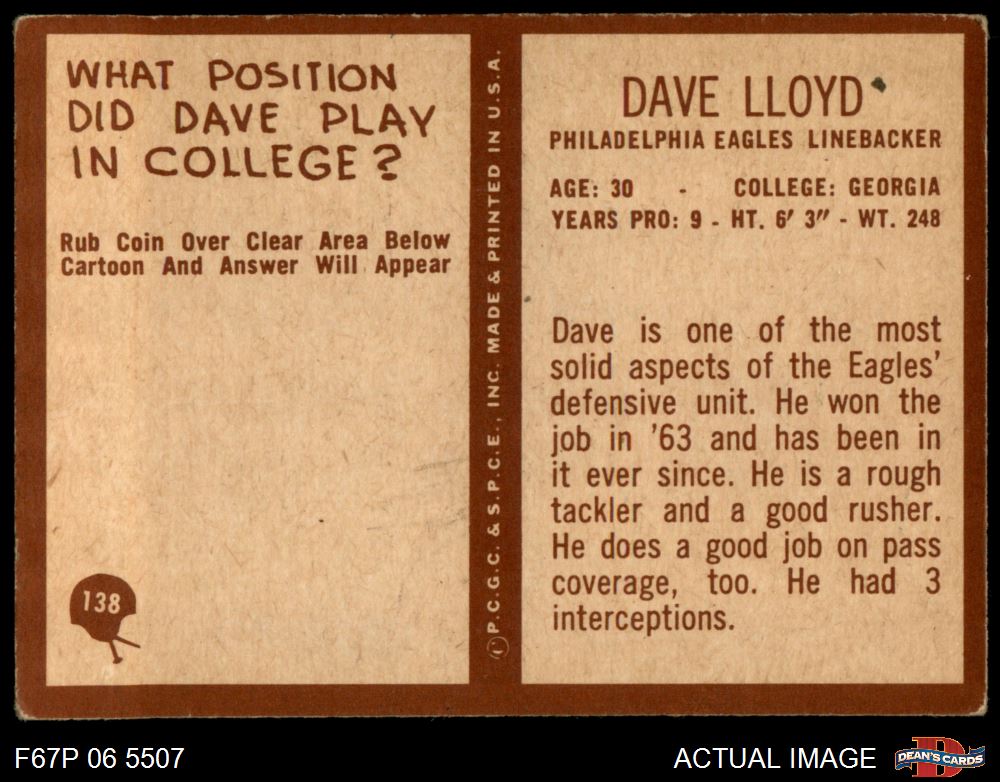 WHAT POSITION
DID DAVE PLAY
IN COLLEGE?
Rub Coin Over Clear Area Below
Cartoon And Answer Will Appear
138
©P.C.G.C. & S.P.C.E., INC. MADE & PRINTED IN U.S.A.
DAVE LLOYD
PHILADELPHIA EAGLES LINEBACKER
AGE: 30 - COLLEGE: GEORGIA
YEARS PRO: 9 - HT. 6' 3" - WT. 248
Dave is one of the most
solid aspects of the Eagles'
defensive unit. He won the
job in '63 and has been in
it ever since. He is a rough
tackler and a good rusher.
He does a good job on pass
coverage, too. He had 3
interceptions.
F67P 06 5507
ACTUAL IMAGE
D
DEAN'S CARDS